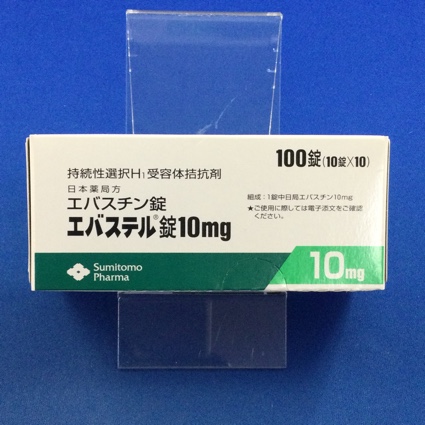 100錠(10錠×10)
持続性選択H₁受容体拮抗剤
日本薬局方
エバスチン錠
エバステル®錠10mg
組成:1錠中日局エバスチン10mg
★ご使用に際しては電子添文をご確認
ください。
10mg
Sumitomo
Pharma